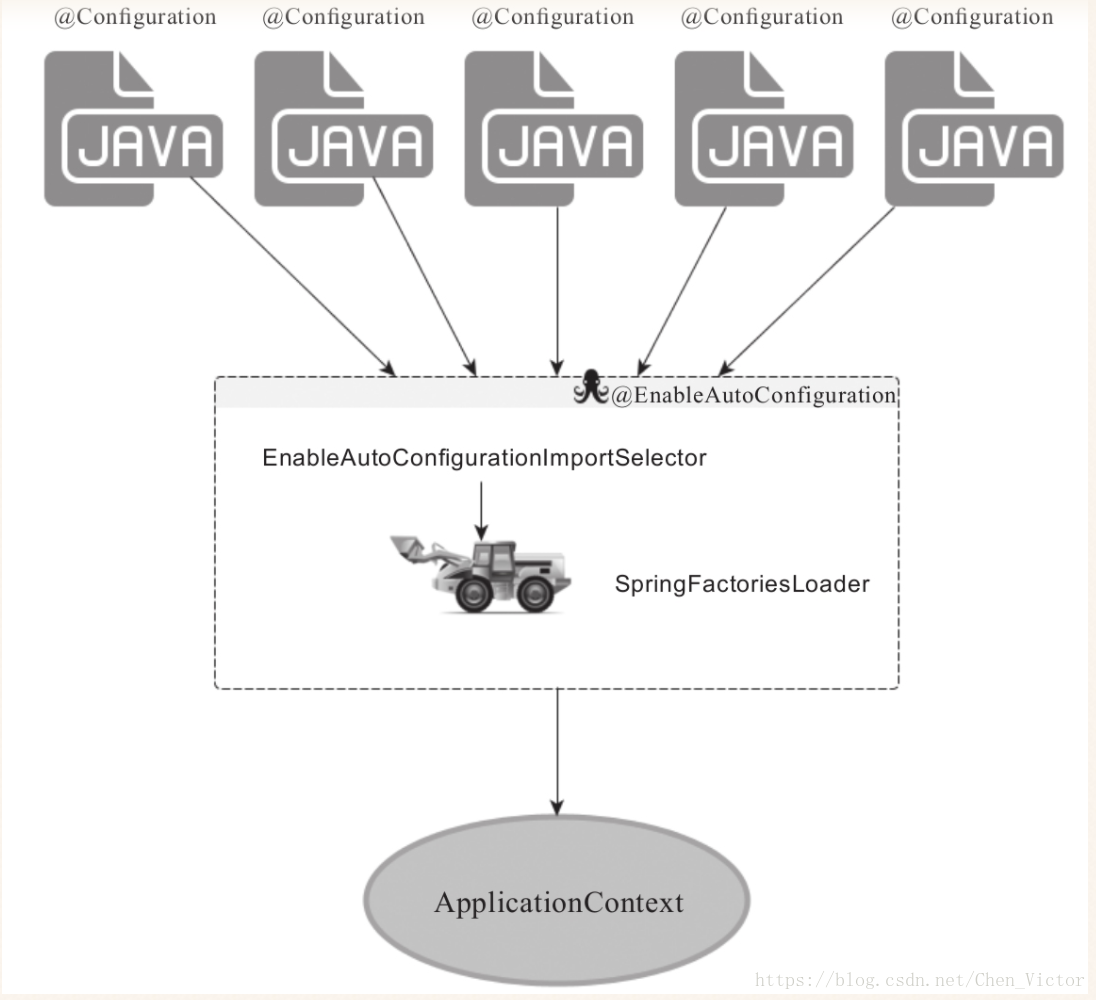 @Configuration
@Configuration
@Configuration
@Configuration
@Configuration
JAVA
JAVA
JAVA
JAVA
JAVA
@EnableAutoConfiguration
EnableAutoConfigurationImportSelector
SpringFactoriesLoader
ApplicationContext
https://blog.csdn.net/Chen_Victor